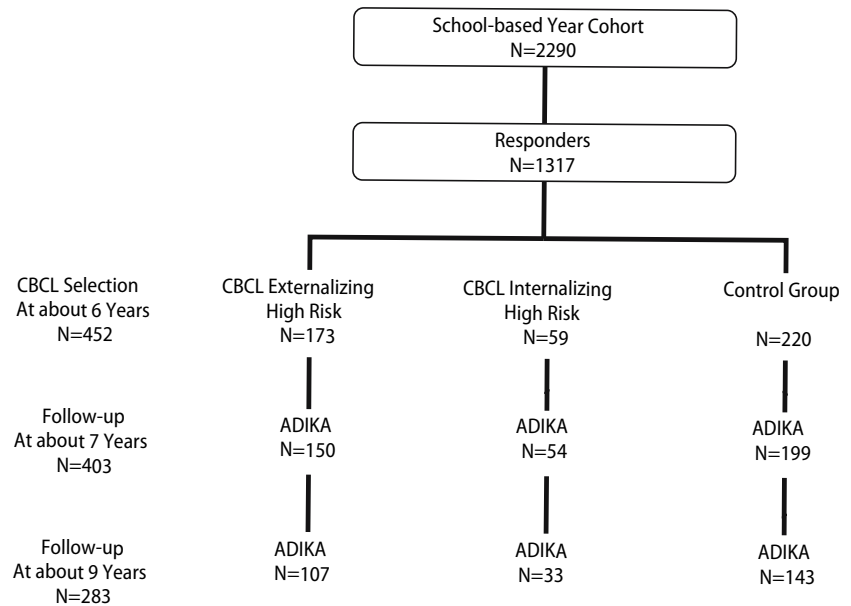 School-based Year Cohort
N=2290
Responders
N=1317
CBCL Selection
At about 6 Years
N=452
CBCL Externalizing
High Risk
N=173
CBCL Internalizing
High Risk
N=59
Control Group
N=220
Follow-up
At about 7 Years
N=403
ADIKA
N=150
ADIKA
N=54
ADIKA
N=199
Follow-up
At about 9 Years
N=283
ADIKA
N=107
ADIKA
N=33
ADIKA
N=143